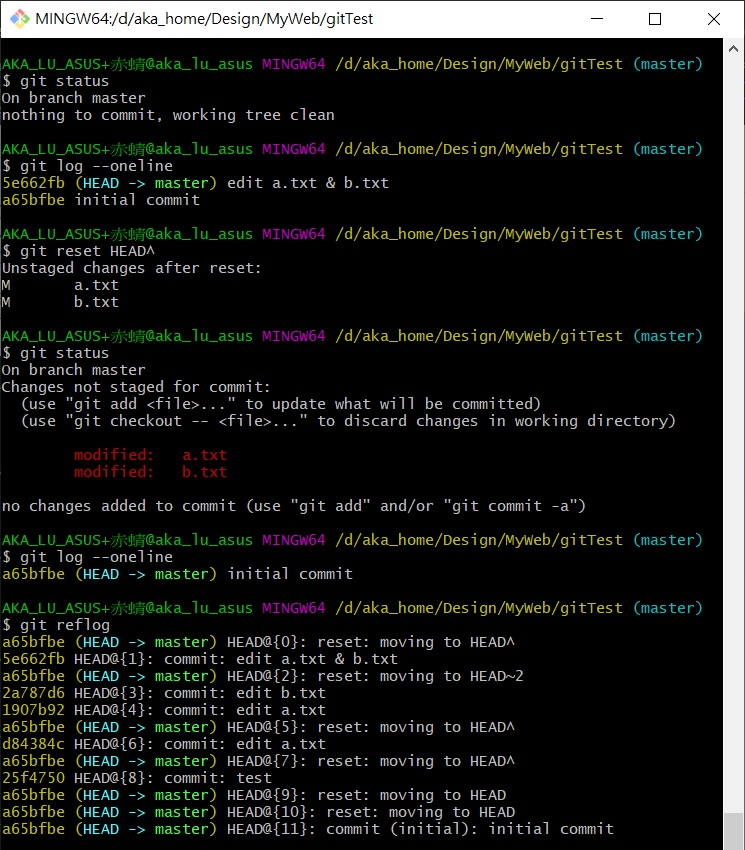 MINGW64:/d/aka_home/Design/MyWeb/gitTest
AKA_LU_ASUS+赤蜻@aka_lu_asus MINGW64 /d/aka_home/Design/MyWeb/gitTest (master)
$ git status
On branch master
nothing to commit, working tree clean
AKA_LU_ASUS+赤蜻@aka_lu_asus MINGW64 /d/aka_home/Design/MyWeb/gitTest (master)
$ git log --oneline
5e662fb (HEAD -> master) edit a.txt & b.txt
a65bfbe initial commit
AKA_LU_ASUS+赤蜻@aka_lu_asus MINGW64 /d/aka_home/Design/MyWeb/gitTest (master)
$ git reset HEAD^
Unstaged changes after reset:
M       a.txt
M       b.txt
AKA_LU_ASUS+赤蜻@aka_lu_asus MINGW64 /d/aka_home/Design/MyWeb/gitTest (master)
$ git status
On branch master
Changes not staged for commit:
  (use "git add <file>..." to update what will be committed)
  (use "git checkout -- <file>..." to discard changes in working directory)
        modified:   a.txt
        modified:   b.txt
no changes added to commit (use "git add" and/or "git commit -a")
AKA_LU_ASUS+赤蜻@aka_lu_asus MINGW64 /d/aka_home/Design/MyWeb/gitTest (master)
$ git log --oneline
a65bfbe (HEAD -> master) initial commit
AKA_LU_ASUS+赤蜻@aka_lu_asus MINGW64 /d/aka_home/Design/MyWeb/gitTest (master)
$ git reflog
a65bfbe (HEAD -> master) HEAD@{0}: reset: moving to HEAD^
5e662fb HEAD@{1}: commit: edit a.txt & b.txt
a65bfbe (HEAD -> master) HEAD@{2}: reset: moving to HEAD~2
2a787d6 HEAD@{3}: commit: edit b.txt
1907b92 HEAD@{4}: commit: edit a.txt
a65bfbe (HEAD -> master) HEAD@{5}: reset: moving to HEAD^
d84384c HEAD@{6}: commit: edit a.txt
a65bfbe (HEAD -> master) HEAD@{7}: reset: moving to HEAD^
25f4750 HEAD@{8}: commit: test
a65bfbe (HEAD -> master) HEAD@{9}: reset: moving to HEAD
a65bfbe (HEAD -> master) HEAD@{10}: reset: moving to HEAD
a65bfbe (HEAD -> master) HEAD@{11}: commit (initial): initial commit